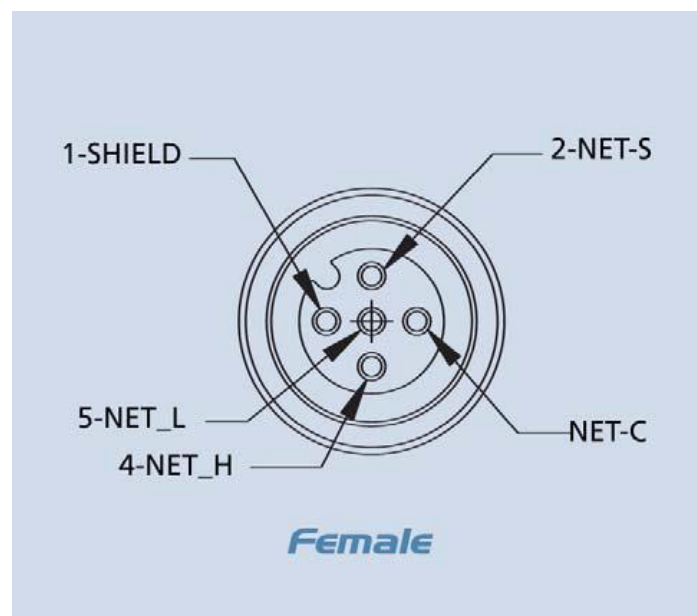 1-SHIELD
2-NET-S
5-NET_L
NET-C
4-NET_H
Female